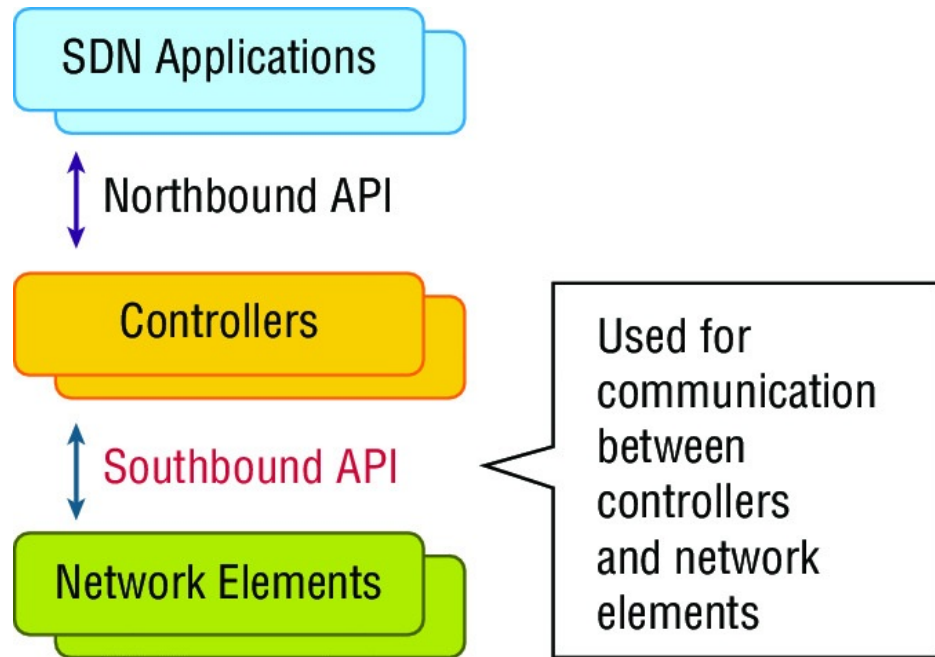 SDN Applications
Northbound API
Controllers
Southbound API
Network Elements
Used for
communication
between
controllers
and network
elements